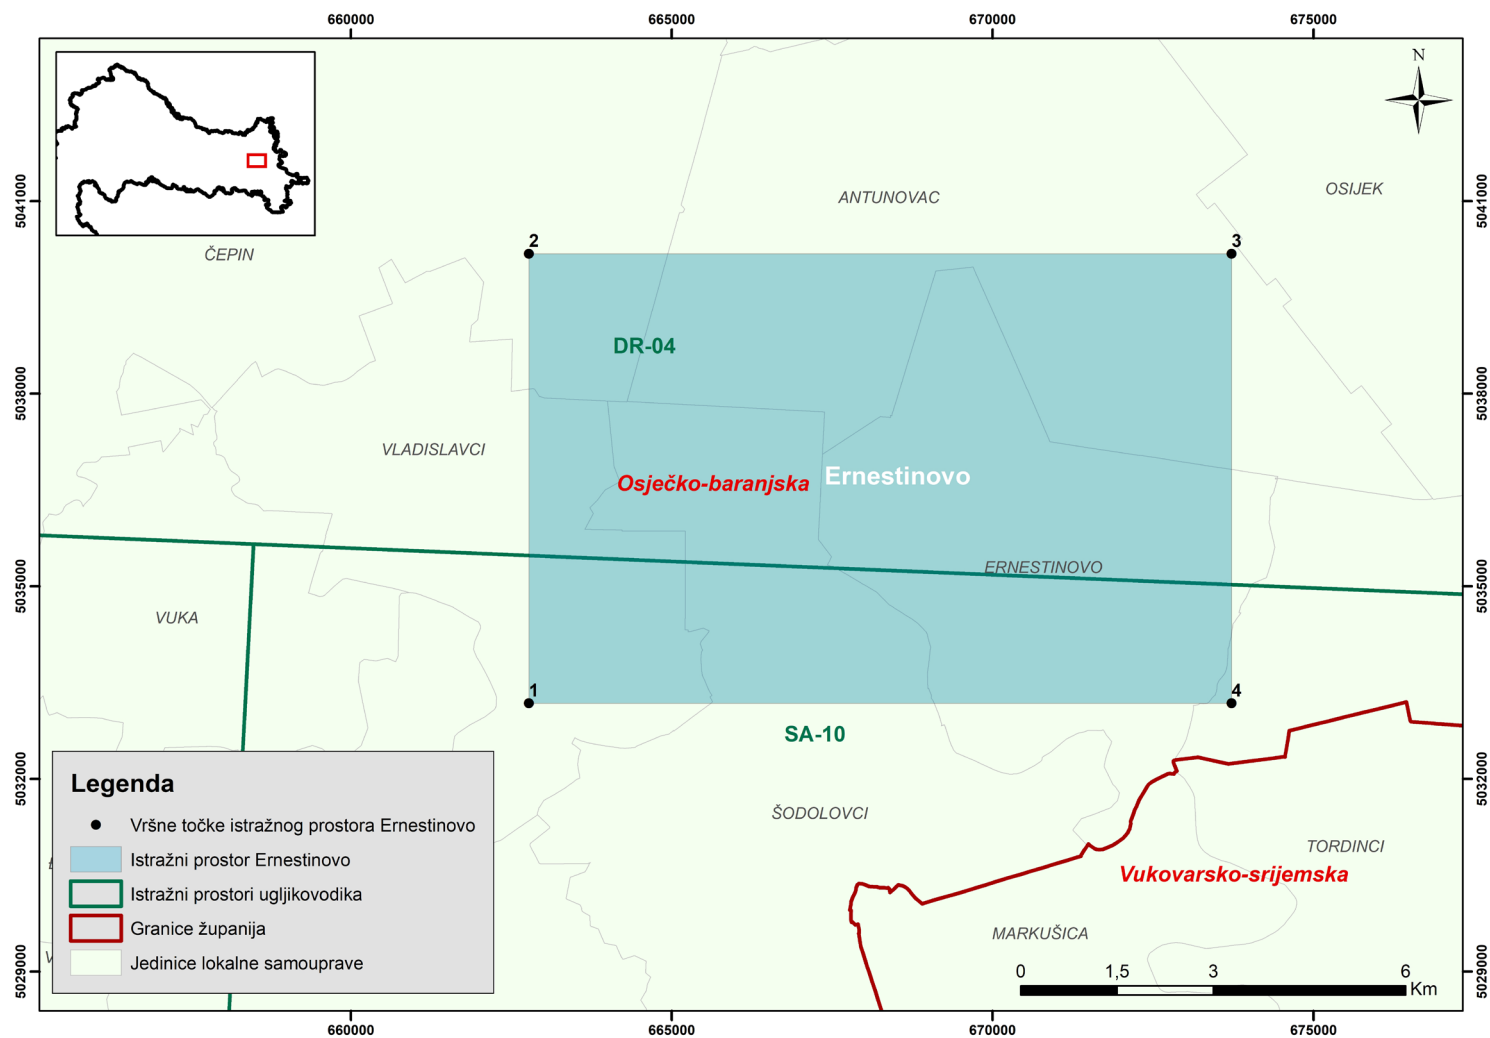 660000
665000
670000
675000
N
5041000
5041000
OSIJEK
ANTUNOVAC
ČEPIN
2
3
DR-04
5038000
5038000
VLADISLAVCI
Osječko-baranjska
Ernestinovo
ERNESTINOVO
5035000
5035000
VUKA
1
4
SA-10
5032000
5032000
Legenda
Vršne točke istražnog prostora Ernestinovo
Istražni prostor Ernestinovo
Istražni prostori ugljikovodika
Granice županija
Jedinice lokalne samouprave
ŠODOLOVCI
TORDINCI
Vukovarsko-srijemska
MARKUŠICA
5029000
5029000
0
1,5
3
6
Km
660000
665000
670000
675000